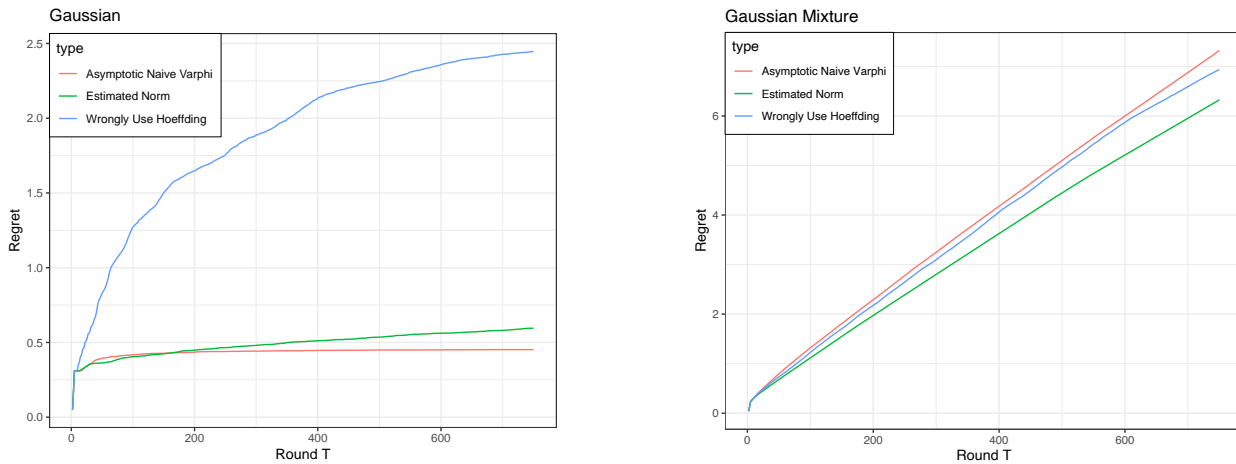 Gaussian
type
Asymptotic Naive Varphi
Estimated Norm
Wrongly Use Hoeffding
2.5
2.0
1.5
1.0
0.5
0.0
Regret
0 200 400 600
Round T
Gaussian Mixture
type
Asymptotic Naive Varphi
Estimated Norm
Wrongly Use Hoeffding
6
4
2
0
Regret
0 200 400 600
Round T